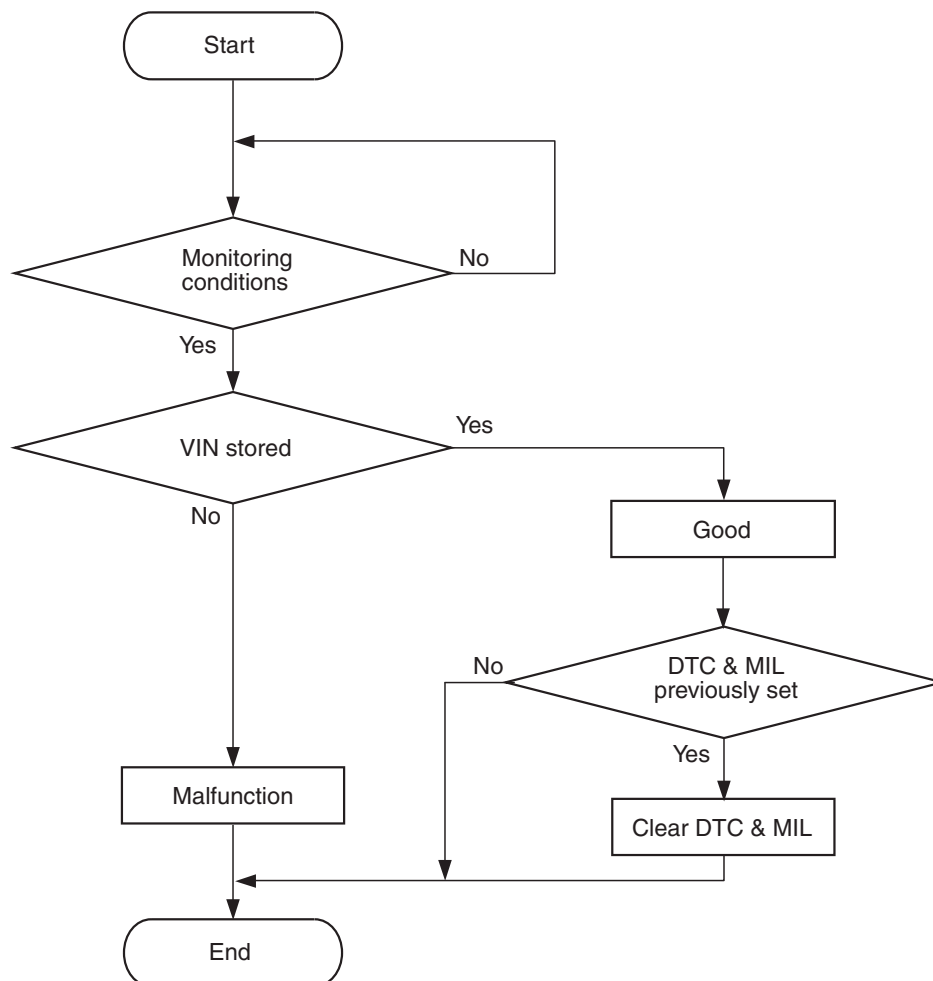 Start
Monitoring
conditions
No
Yes
VIN stored
Yes
No
Good
DTC & MIL
previously set
No
Yes
Malfunction
Clear DTC & MIL
End